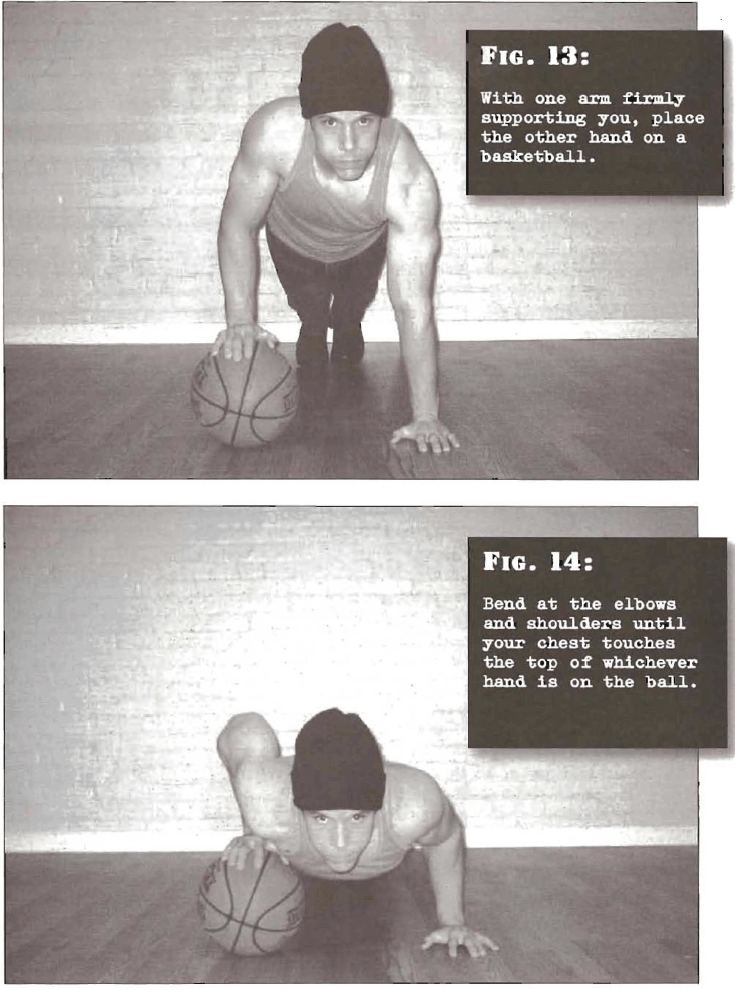 FIG. 13:
With one arm firmly
supporting you, place
the other hand on a
basketball.
FIG. 14:
Bend at the elbows
and shoulders until
your chest touches
the top of whichever
hand is on the ball.